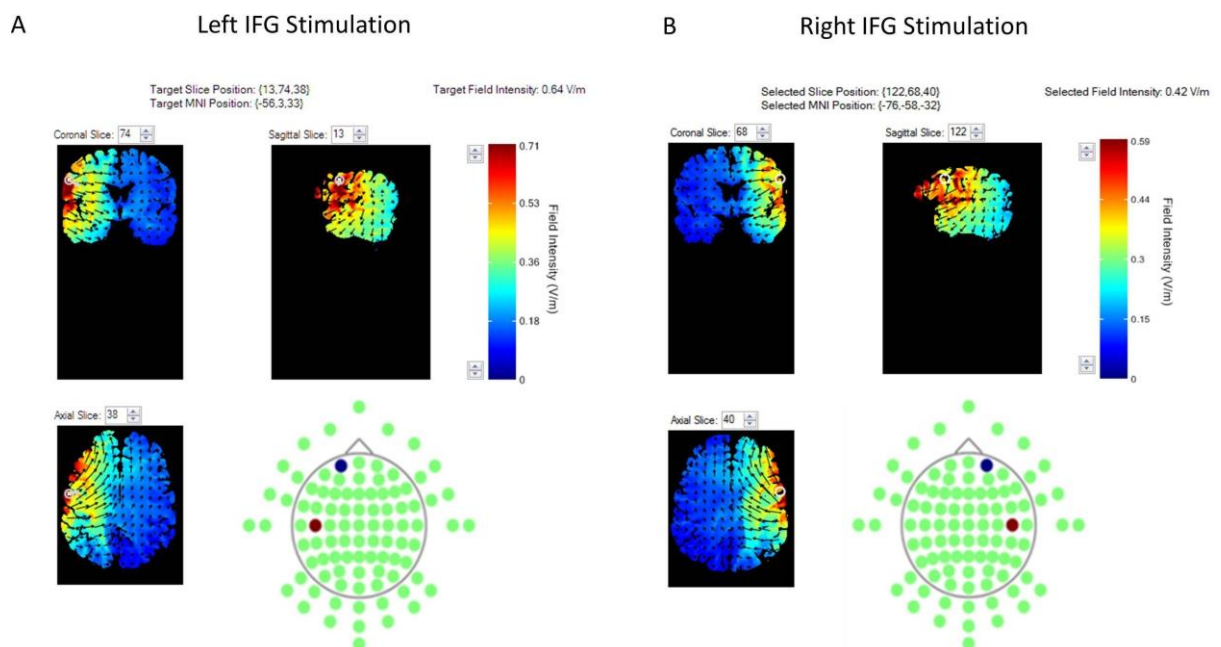 A
Left IFG Stimulation
Target Slice Position: {13,74,38}
Target MNI Position: {-56,3,33}
Target Field Intensity: 0.64 V/m
Coronal Slice: 74
Sagittal Slice: 13
0.71
0.53
0.36
0.18
0
Field Intensity (V/m)
Axial Slice: 38
B
Right IFG Stimulation
Selected Slice Position: {122,68,40}
Selected MNI Position: {-76,-58,-32}
Selected Field Intensity: 0.42 V/m
Coronal Slice: 68
Sagittal Slice: 122
0.59
0.44
0.3
0.15
0
Field Intensity (V/m)
Axial Slice: 40